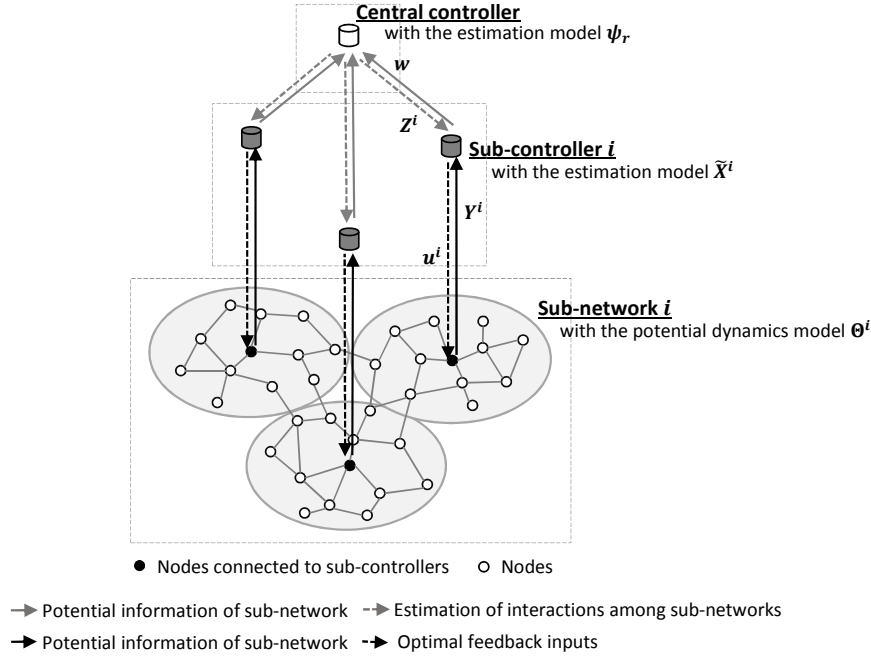 Central controller
with the estimation model ψᵣ
w
Zⁱ
Sub-controller i
with the estimation model X̃ⁱ
Yⁱ
uⁱ
Sub-network i
with the potential dynamics model Θⁱ
Nodes connected to sub-controllers
Nodes
Potential information of sub-network
Estimation of interactions among sub-networks
Potential information of sub-network
Optimal feedback inputs